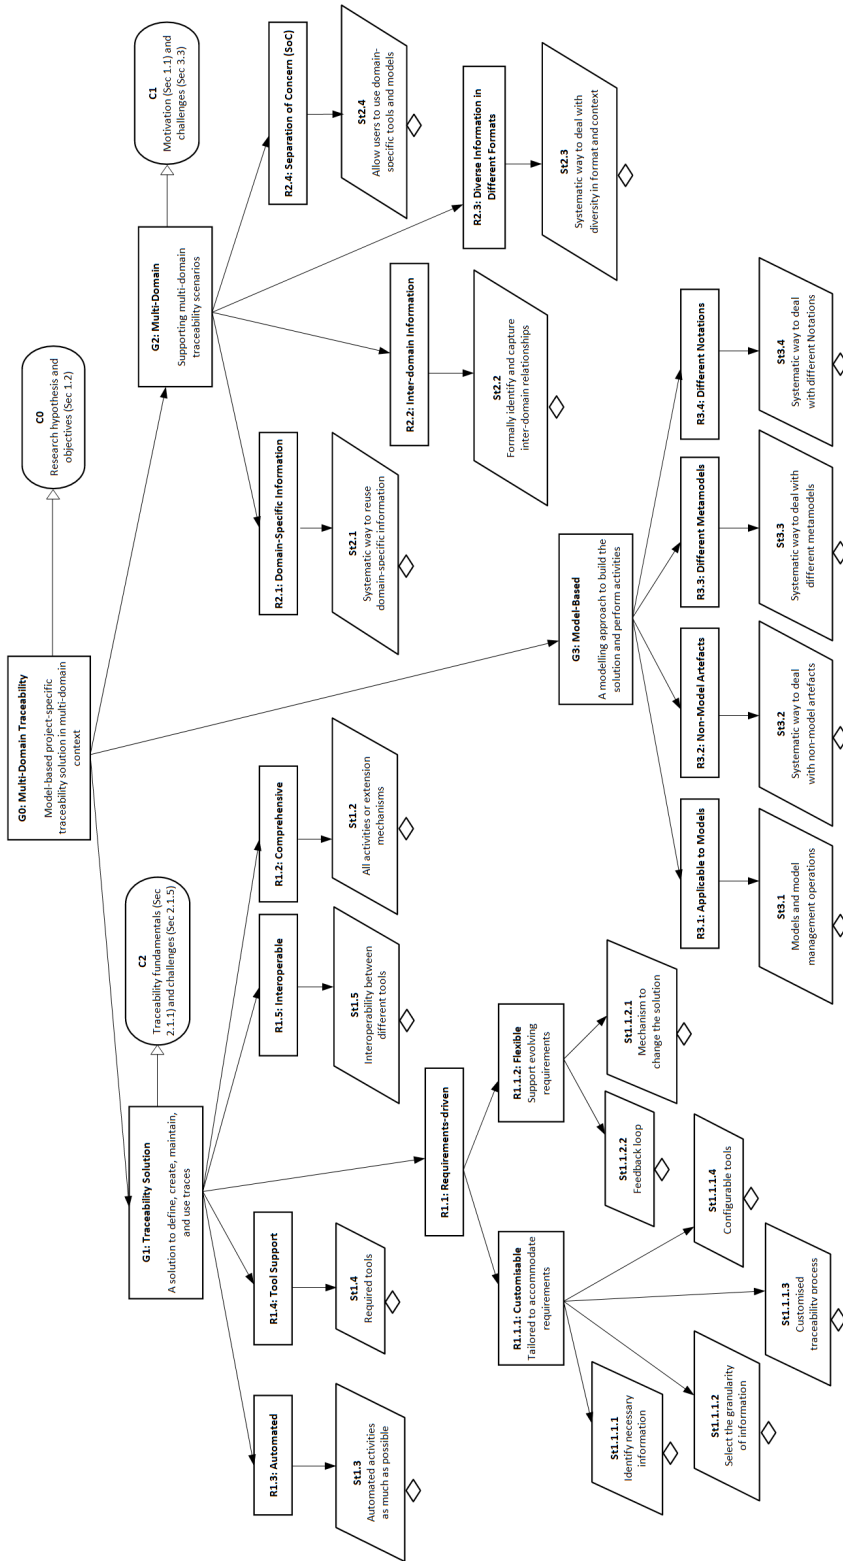 G0: Multi-Domain Traceability
Model-based project-specific
traceability solution in multi-domain
context
C0
Research hypothesis and
objectives (Sec 1.2)
G1: Traceability Solution
A solution to define, create, maintain,
and use traces
C2
Traceability fundamentals (Sec
2.1.1) and challenges (Sec 2.1.5)
G2: Multi-Domain
Supporting multi-domain
traceability scenarios
C1
Motivation (Sec 1.1) and
challenges (Sec 3.3)
R1.3: Automated
R1.4: Tool Support
R1.5: Interoperable
R1.2: Comprehensive
R2.1: Domain-Specific Information
R2.4: Separation of Concern (SoC)
St1.3
Automated activities
as much as possible
St1.4
Required tools
St1.5
Interoperability between
different tools
St1.2
All activities or extension
mechanisms
St2.1
Systematic way to reuse
domain-specific information
St2.4
Allow users to use domain-
specific tools and models
R2.2: Inter-domain Information
R2.3: Diverse Information in
Different Formats
St2.2
Formally identify and capture
inter-domain relationships
St2.3
Systematic way to deal with
diversity in format and context
R1.1: Requirements-driven
R1.1.1: Customisable
Tailored to accommodate
requirements
R1.1.2: Flexible
Support evolving
requirements
G3: Model-Based
A modelling approach to build the
solution and perform activities
St1.1.1.1
Identify necessary
information
St1.1.2.2
Feedback loop
St1.1.2.1
Mechanism to
change the solution
St1.1.1.2
Select the granularity
of information
St1.1.1.4
Configurable tools
St1.1.1.3
Customised
traceability process
R3.1: Applicable to Models
R3.2: Non-Model Artefacts
R3.3: Different Metamodels
R3.4: Different Notations
St3.1
Models and model
management operations
St3.2
Systematic way to deal
with non-model artefacts
St3.3
Systematic way to deal with
different metamodels
St3.4
Systematic way to deal
with different Notations